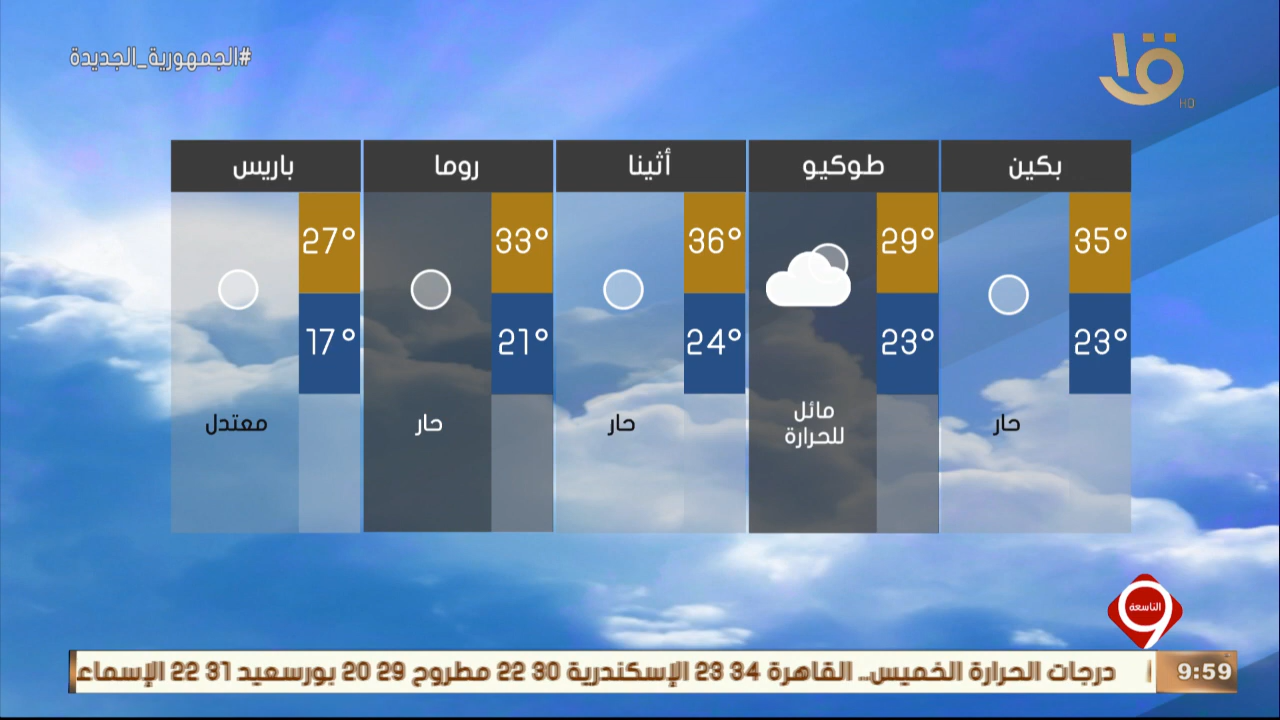 #الجمهورية_الجديدة
HD
بكين
35°
23°
حار
طوكيو
29°
23°
مائل
للحرارة
أثينا
36°
24°
حار
روما
33°
21°
حار
باريس
27°
17°
معتدل
التاسعة
9
9:59
درجات الحرارة الخميس.. القاهرة 34 23 الإسكندرية 30 22 مطروح 29 20 بورسعيد 31 22 الإسماع